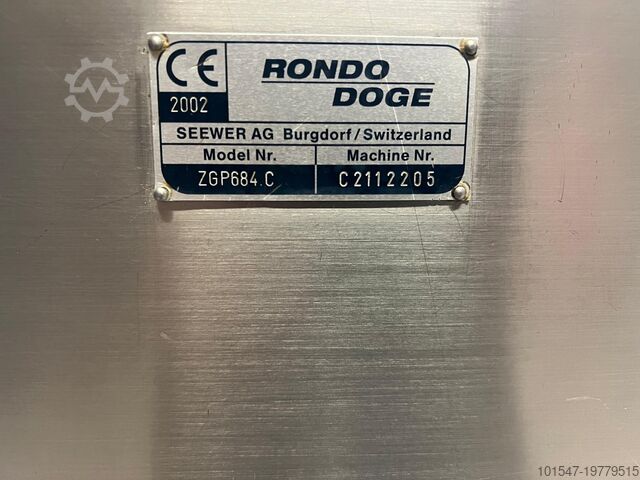 CE
2002
RONDO
DOGE
SEEWER AG Burgdorf/Switzerland
Model Nr. Machine Nr.
ZGP684.C C2112205
101547-19779515